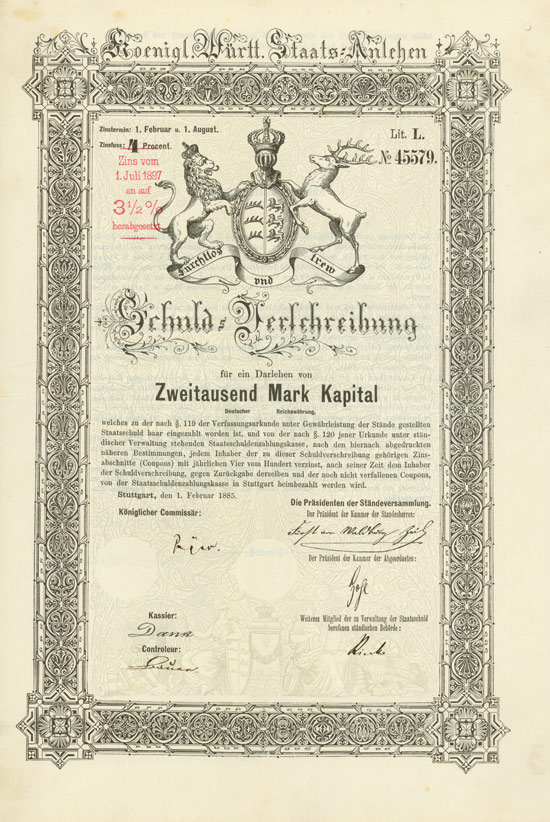 Koenigl. Württ. Staats=Anlehen
Zinstermin: 1. Februar u. 1. August.
Zinsfuss: 4 Procent.
Zins vom
1. Juli 1897
an auf
3 1/2 %
herabgesetzt
Lit. L.
No 45579.
Furchtlos
vnd
trew
Schuld=Verschreibung
für ein Darlehen von
Zweitausend Mark Kapital
Deutscher Reichswährung,
welches zu der nach §. 119 der Verfassungsurkunde unter Gewährleistung der Stände gestellten
Staatsschuld baar eingezahlt worden ist, und von der nach §. 120 jener Urkunde unter stän-
discher Verwaltung stehenden Staatsschuldenzahlungskasse, nach den hiernach abgedruckten
näheren Bestimmungen, jedem Inhaber der zu dieser Schuldverschreibung gehörigen Zins-
abschnitte (Coupons) mit jährlichen Vier vom Hundert verzinst, auch seiner Zeit dem Inhaber
der Schuldverschreibung, gegen Zurückgabe derselben und der noch nicht verfallenen Coupons,
von der Staatsschuldenzahlungskasse in Stuttgart heimbezahlt werden wird.
Stuttgart, den 1. Februar 1885.
Königlicher Commissär:
Die Präsidenten der Ständeversammlung.
Der Präsident der Kammer der Standesherren:
Der Präsident der Kammer der Abgeordneten:
Kassier:
Controleur:
Weiteres Mitglied der zu Verwaltung der Staatsschuld
berufenen ständischen Behörde: